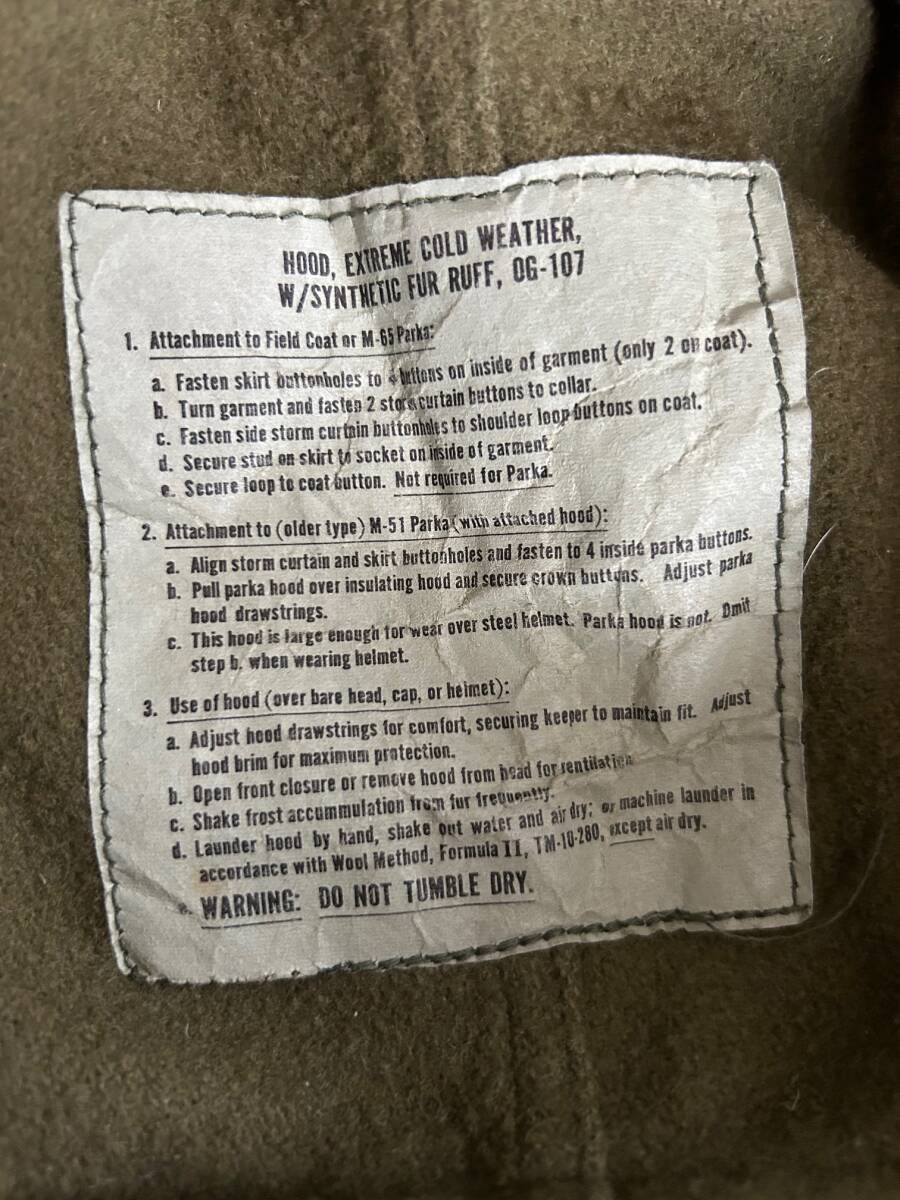 HOOD, EXTREME COLD WEATHER,
W/SYNTHETIC FUR RUFF, OG-107
1. Attachment to Field Coat or M-65 Parka:
a. Fasten skirt buttonholes to 4 buttons on inside of garment (only 2 on coat).
b. Turn garment and fasten 2 storm curtain buttons to collar.
c. Fasten side storm curtain buttonholes to shoulder loop buttons on coat.
d. Secure stud on skirt to socket on inside of garment.
e. Secure loop to coat button. Not required for Parka.
2. Attachment to (older type) M-51 Parka (with attached hood):
a. Align storm curtain and skirt buttonholes and fasten to 4 inside parka buttons.
b. Pull parka hood over insulating hood and secure crown buttons. Adjust parka
hood drawstrings.
c. This hood is large enough for wear over steel helmet. Parka hood is not. Omit
step b. when wearing helmet.
3. Use of hood (over bare head, cap, or helmet):
a. Adjust hood drawstrings for comfort, securing keeper to maintain fit. Adjust
hood brim for maximum protection.
b. Open front closure or remove hood from head for ventilation
c. Shake frost accummulation from fur frequently.
d. Launder hood by hand, shake out water and air dry; or machine launder in
accordance with Wool Method, Formula II, TM-10-280, except air dry.
e. WARNING: DO NOT TUMBLE DRY.